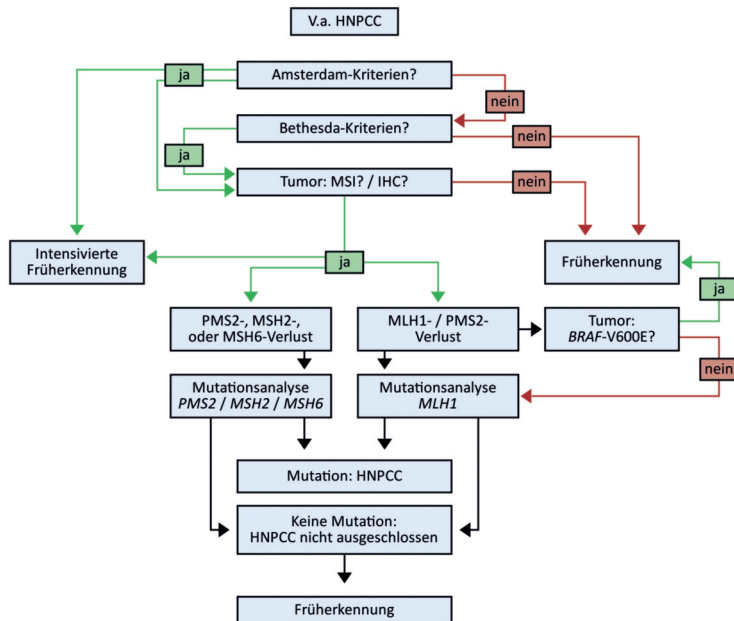 V.a. HNPCC
ja
Amsterdam-Kriterien?
nein
Bethesda-Kriterien?
nein
ja
Tumor: MSI? / IHC?
nein
Intensivierte
Früherkennung
ja
Früherkennung
ja
PMS2-, MSH2-,
oder MSH6-Verlust
MLH1- / PMS2-
Verlust
Tumor:
BRAF-V600E?
nein
Mutationsanalyse
PMS2 / MSH2 / MSH6
Mutationsanalyse
MLH1
Mutation: HNPCC
Keine Mutation:
HNPCC nicht ausgeschlossen
Früherkennung